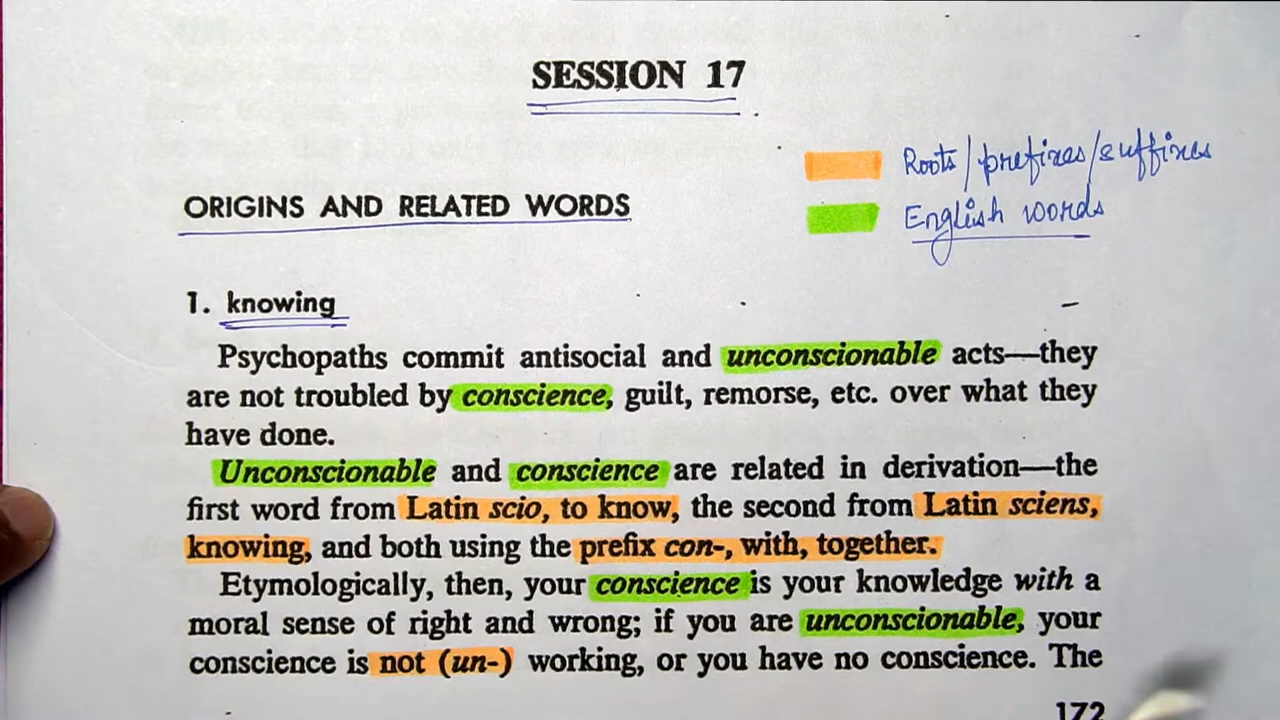 SESSION 17
Roots/prefixes/suffixes
English words
ORIGINS AND RELATED WORDS
1. knowing
Psychopaths commit antisocial and unconscionable acts—they
are not troubled by conscience, guilt, remorse, etc. over what they
have done.
Unconscionable and conscience are related in derivation—the
first word from Latin scio, to know, the second from Latin sciens,
knowing, and both using the prefix con-, with, together.
Etymologically, then, your conscience is your knowledge with a
moral sense of right and wrong; if you are unconscionable, your
conscience is not (un-) working, or you have no conscience. The
172